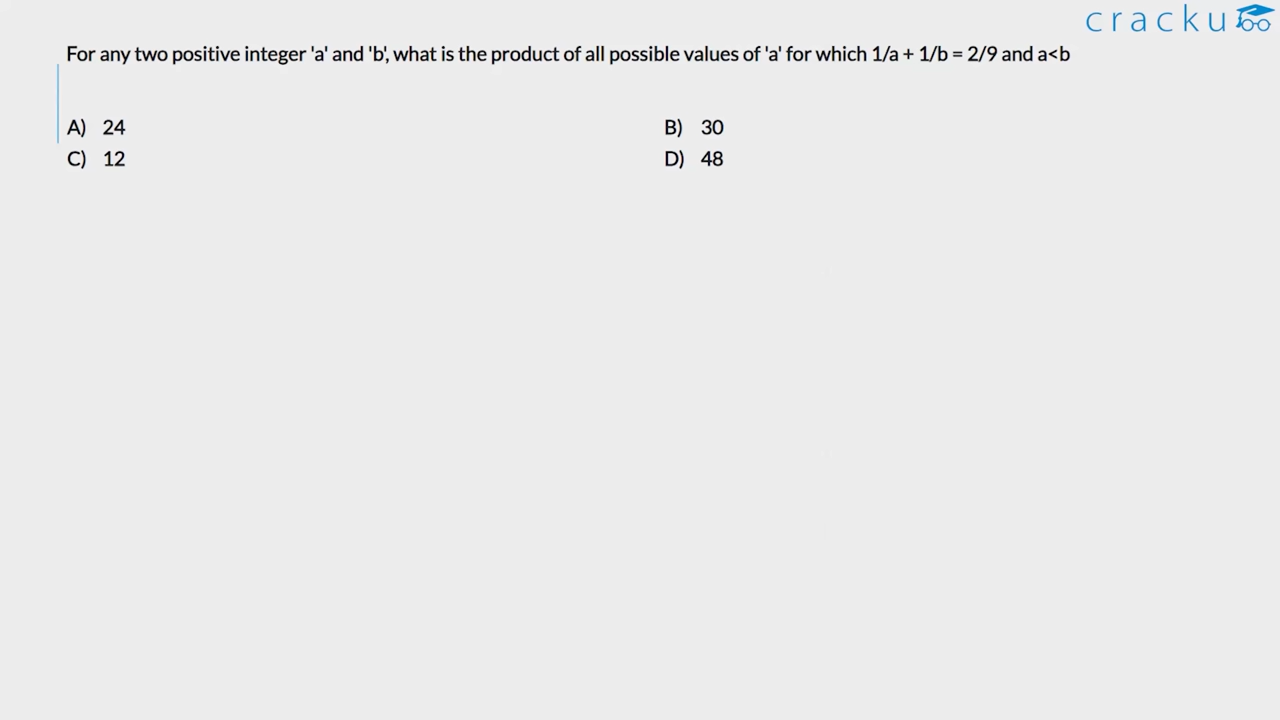 cracku
For any two positive integer 'a' and 'b', what is the product of all possible values of 'a' for which 1/a + 1/b = 2/9 and a<b
A) 24 B) 30
C) 12 D) 48